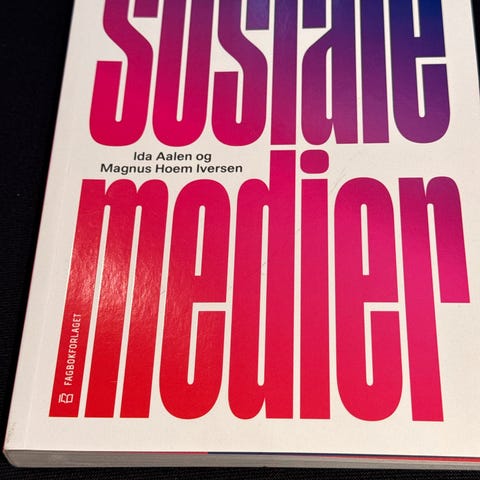 sosiale
Ida Aalen og
Magnus Hoem Iversen
medier
FAGBOKFORLAGET